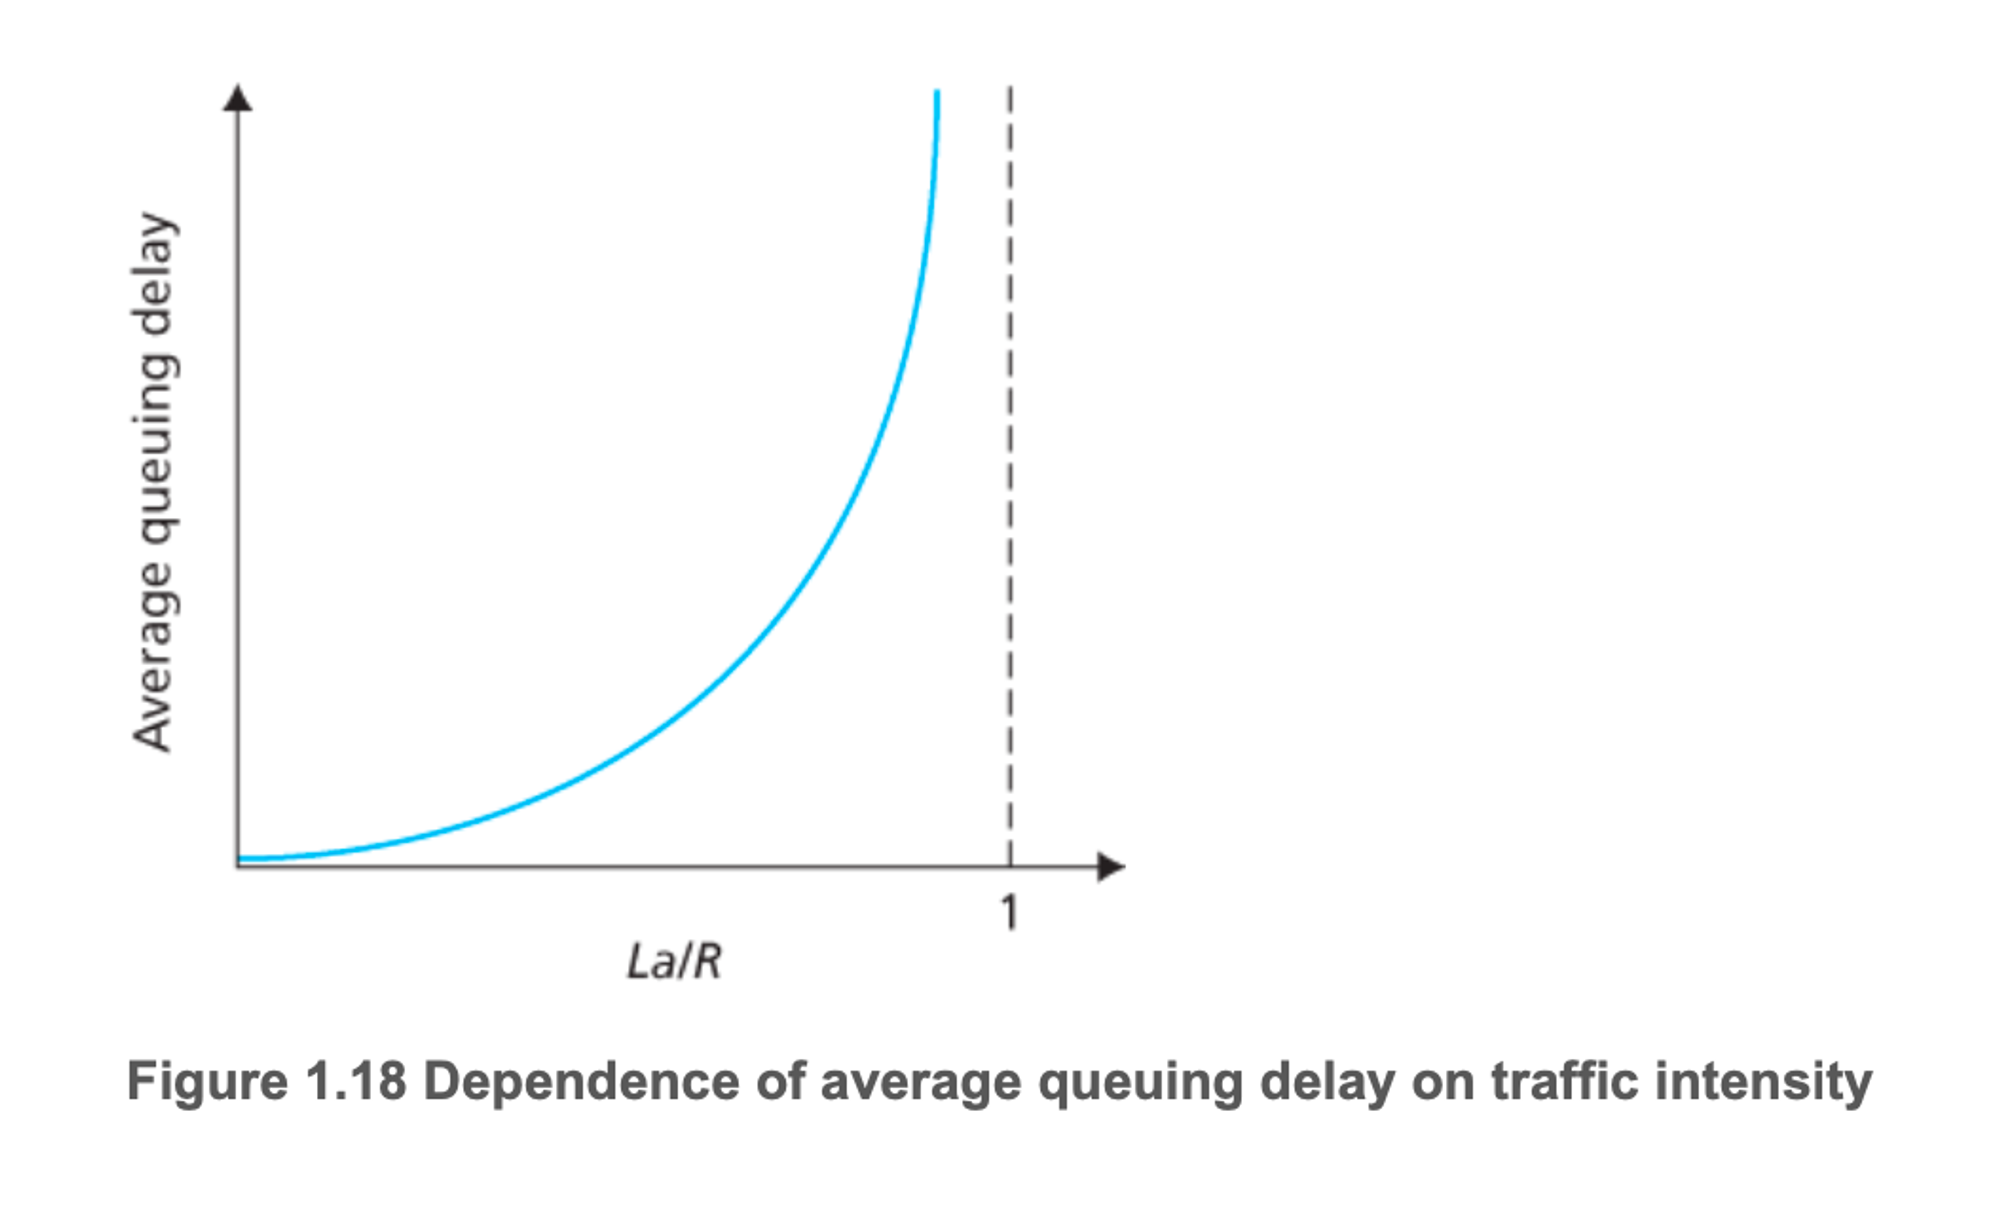 Average queuing delay
1
La/R
Figure 1.18 Dependence of average queuing delay on traffic intensity